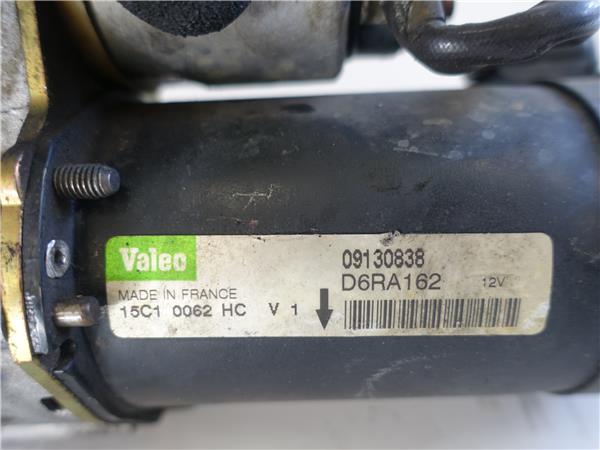 Valeo
09130838
D6RA162 12V
MADE IN FRANCE
15C1 0062 HC V 1